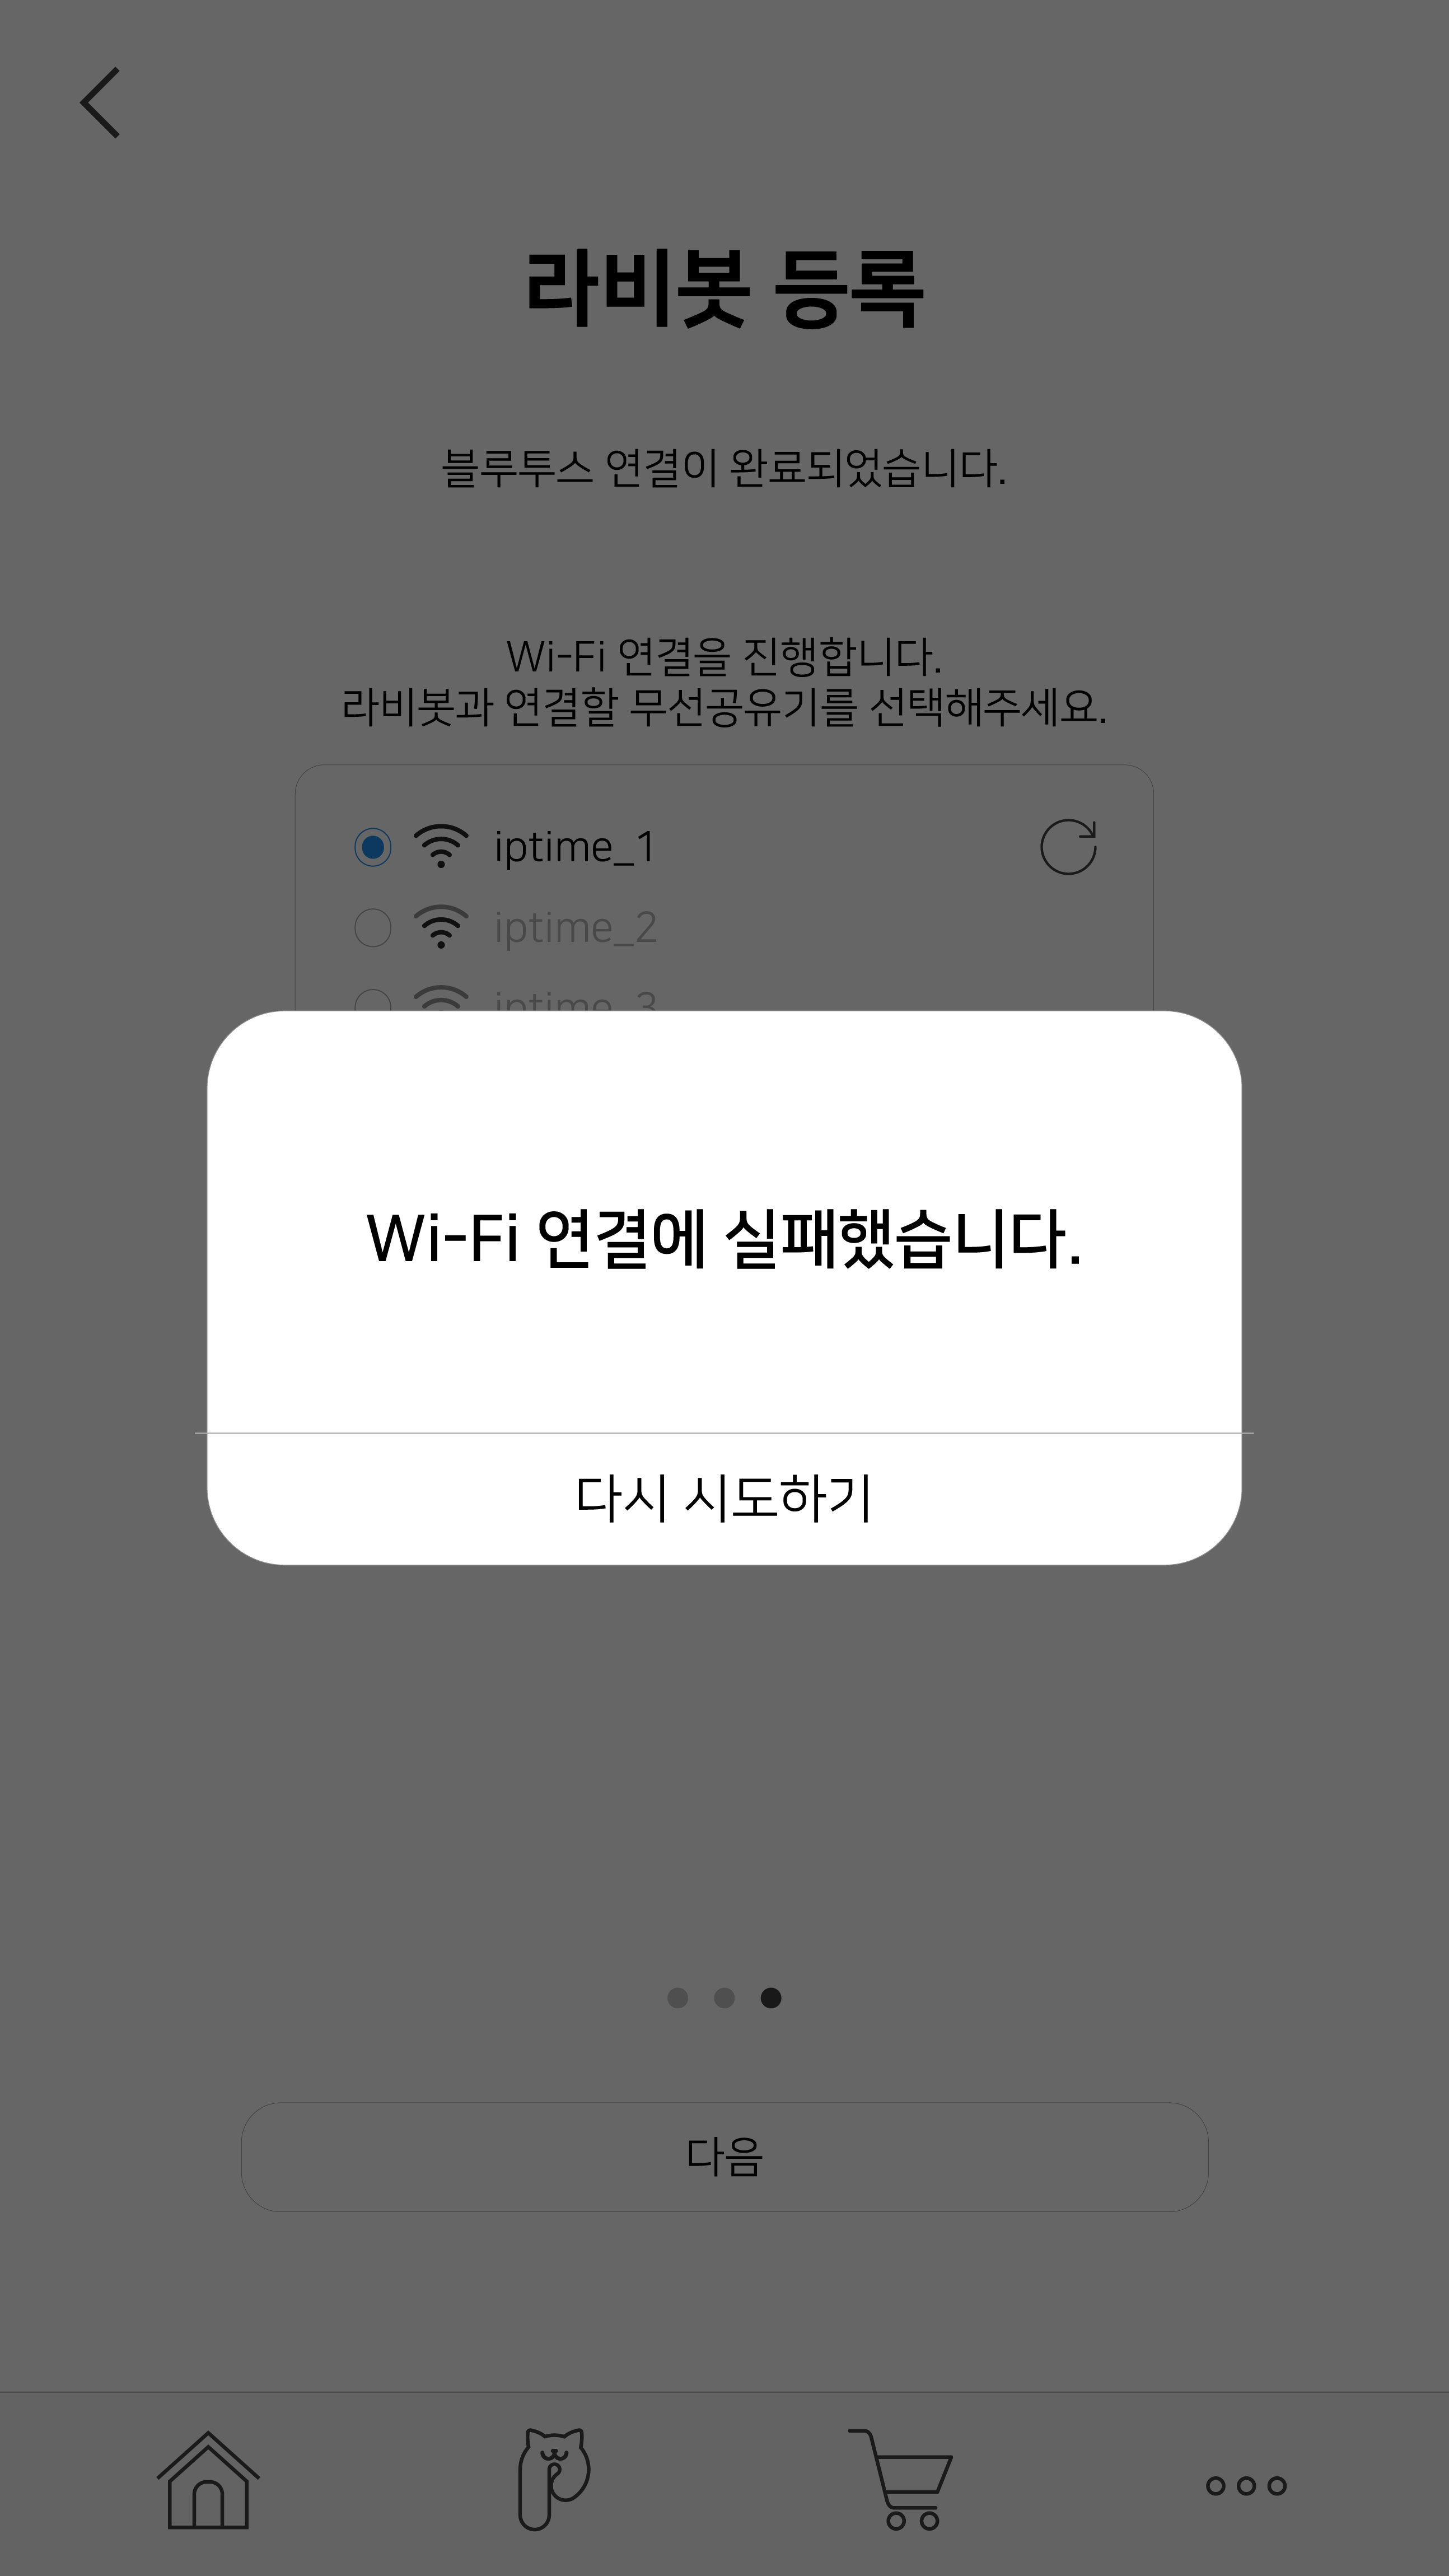 라비봇 등록
블루투스 연결이 완료되었습니다.
Wi-Fi 연결을 진행합니다.
라비봇과 연결할 무선공유기를 선택해주세요.
iptime_1
iptime_2
iptime_3
Wi-Fi 연결에 실패했습니다.
다시 시도하기
다음